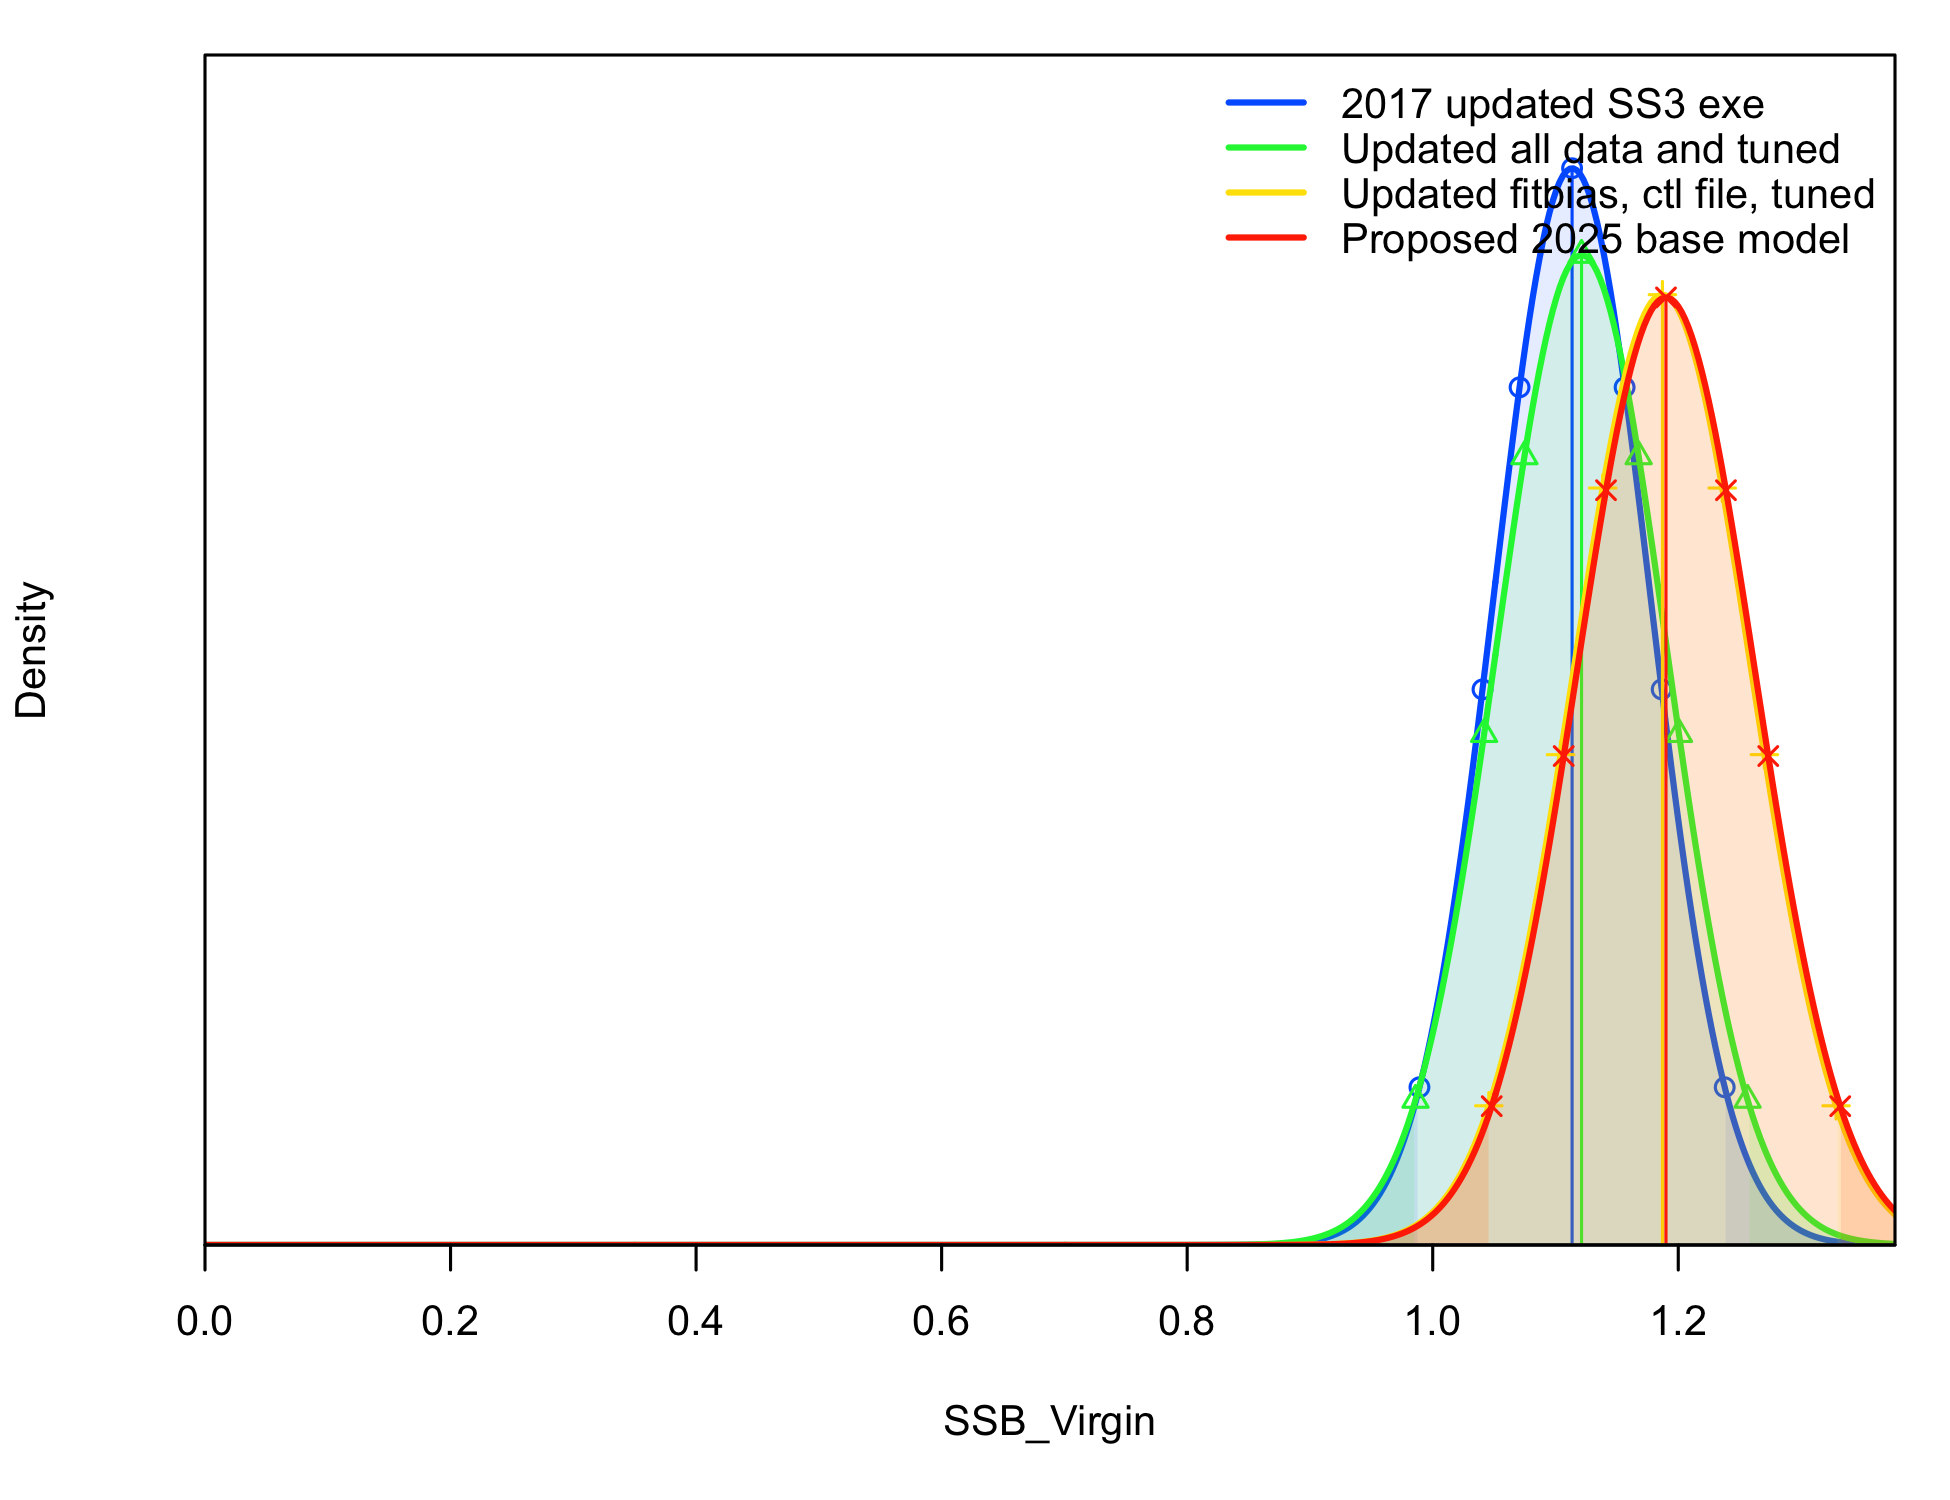 2017 updated SS3 exe
Updated all data and tuned
Updated fitbias, ctl file, tuned
Proposed 2025 base model
Density
0.0 0.2 0.4 0.6 0.8 1.0 1.2
SSB_Virgin